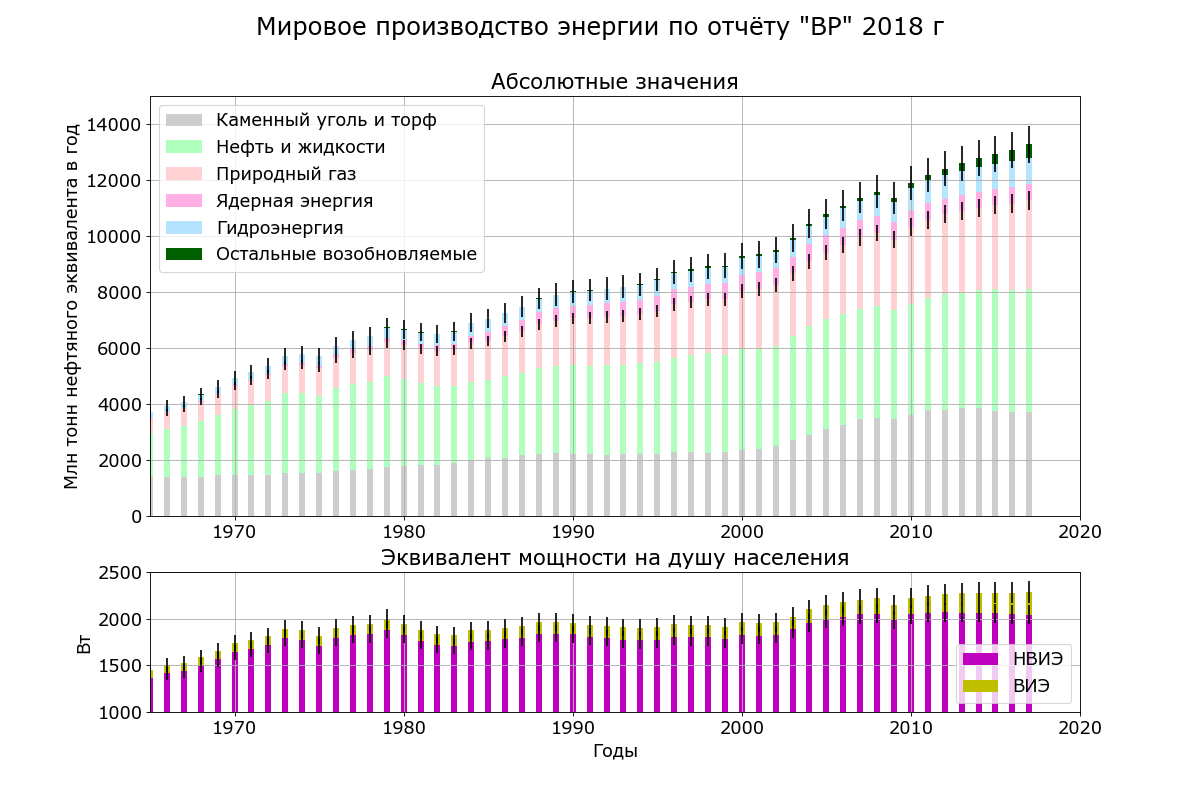 Мировое производство энергии по отчёту "BP" 2018 г
Абсолютные значения
Млн тонн нефтяного эквивалента в год
14000
12000
10000
8000
6000
4000
2000
0
Каменный уголь и торф
Нефть и жидкости
Природный газ
Ядерная энергия
Гидроэнергия
Остальные возобновляемые
1970 1980 1990 2000 2010 2020
Эквивалент мощности на душу населения
Вт
2500
2000
1500
1000
НВИЭ
ВИЭ
1970 1980 1990 2000 2010 2020
Годы